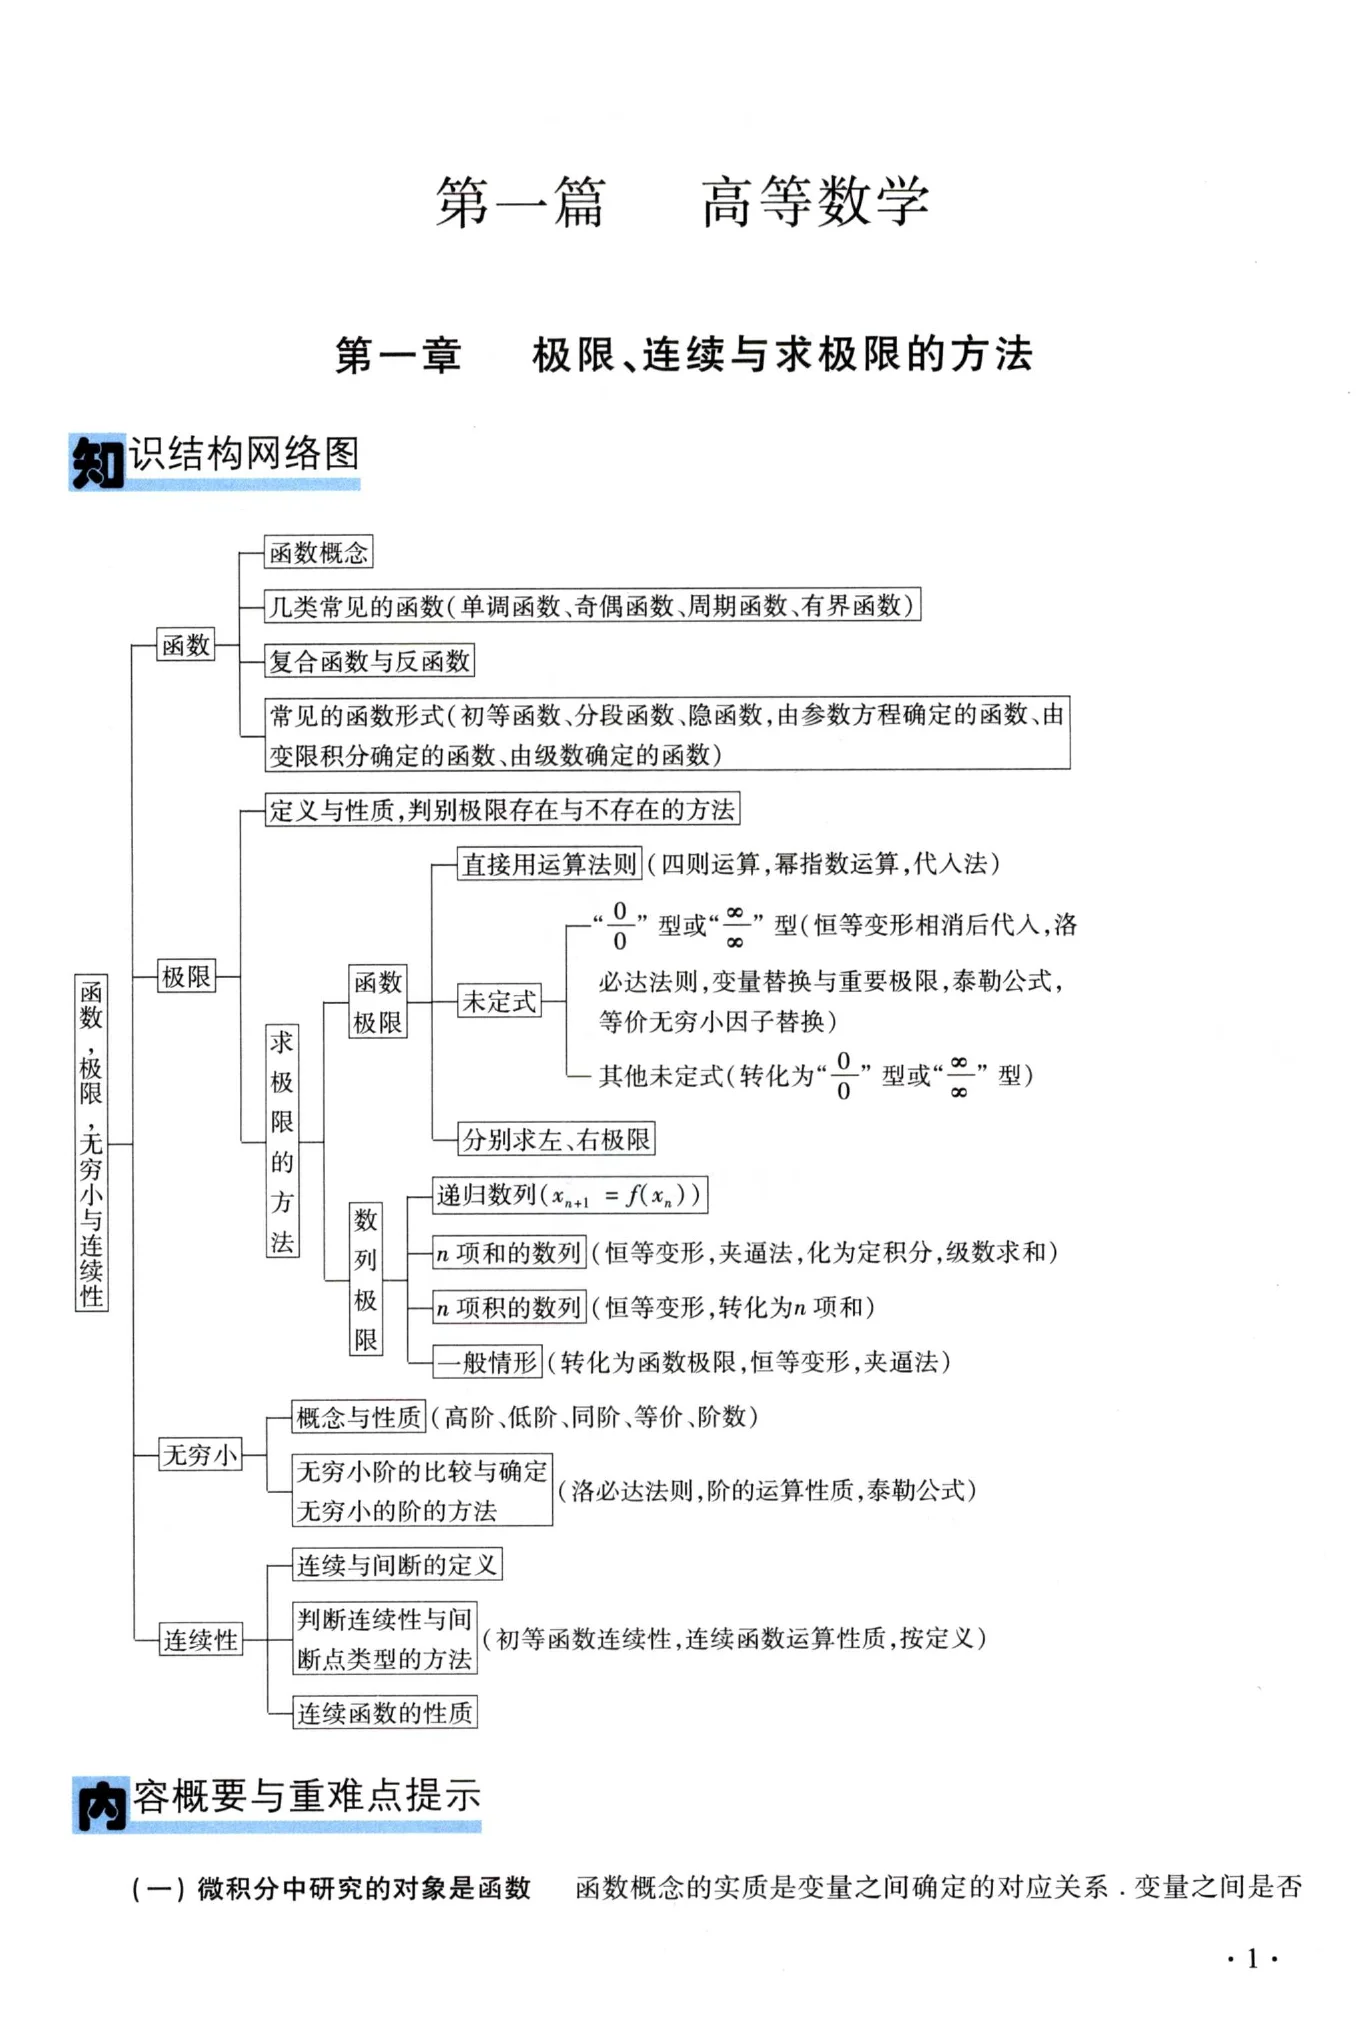 第一篇 高等数学
第一章 极限、连续与求极限的方法
知识结构网络图
函数,极限,无穷小与连续性
函数
函数概念
几类常见的函数(单调函数、奇偶函数、周期函数、有界函数)
复合函数与反函数
常见的函数形式(初等函数、分段函数、隐函数,由参数方程确定的函数、由
变限积分确定的函数、由级数确定的函数)
极限
定义与性质,判别极限存在与不存在的方法
求极限的方法
函数
极限
直接用运算法则(四则运算,幂指数运算,代入法)
未定式
“0/0”型或“∞/∞”型(恒等变形相消后代入,洛
必达法则,变量替换与重要极限,泰勒公式,
等价无穷小因子替换)
其他未定式(转化为“0/0”型或“∞/∞”型)
分别求左、右极限
数列极限
递归数列(xₙ₊₁ = f(xₙ))
n 项和的数列(恒等变形,夹逼法,化为定积分,级数求和)
n 项积的数列(恒等变形,转化为n 项和)
一般情形(转化为函数极限,恒等变形,夹逼法)
无穷小
概念与性质(高阶、低阶、同阶、等价、阶数)
无穷小阶的比较与确定
无穷小的阶的方法
(洛必达法则,阶的运算性质,泰勒公式)
连续性
连续与间断的定义
判断连续性与间
断点类型的方法
(初等函数连续性,连续函数运算性质,按定义)
连续函数的性质
内容概要与重难点提示
(一) 微积分中研究的对象是函数 函数概念的实质是变量之间确定的对应关系.变量之间是否
·1·